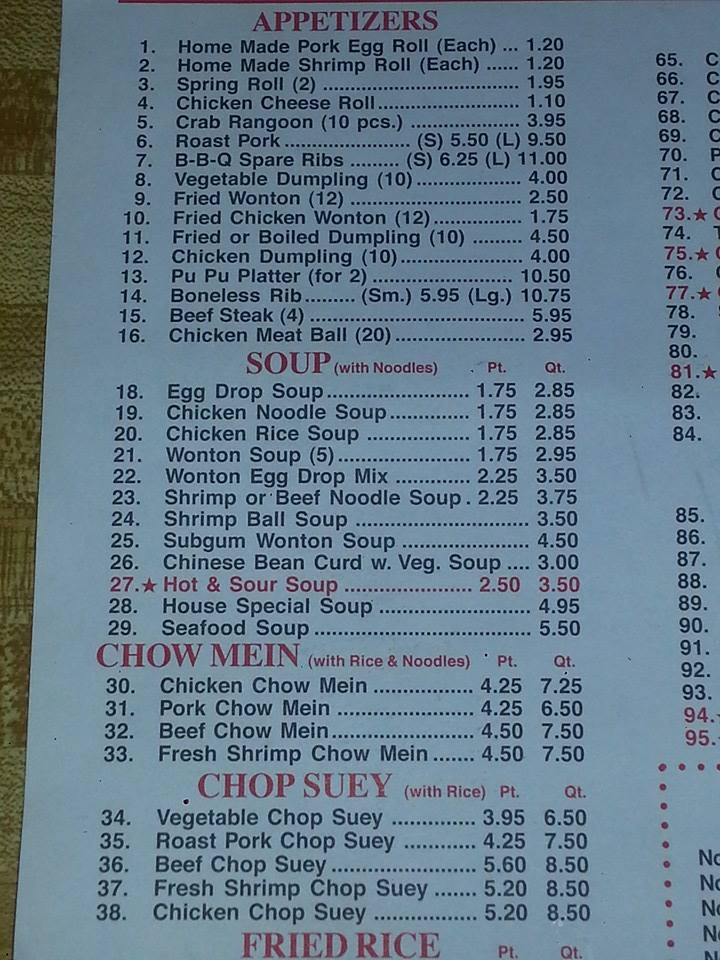 APPETIZERS
1. Home Made Pork Egg Roll (Each) ... 1.20
2. Home Made Shrimp Roll (Each) ...... 1.20
3. Spring Roll (2) .................................. 1.95
4. Chicken Cheese Roll........................ 1.10
5. Crab Rangoon (10 pcs.) ................... 3.95
6. Roast Pork ..................... (S) 5.50 (L) 9.50
7. B-B-Q Spare Ribs ......... (S) 6.25 (L) 11.00
8. Vegetable Dumpling (10).................. 4.00
9. Fried Wonton (12) ............................. 2.50
10. Fried Chicken Wonton (12)............... 1.75
11. Fried or Boiled Dumpling (10) ......... 4.50
12. Chicken Dumpling (10)..................... 4.00
13. Pu Pu Platter (for 2) ......................... 10.50
14. Boneless Rib......... (Sm.) 5.95 (Lg.) 10.75
15. Beef Steak (4) ................................... 5.95
16. Chicken Meat Ball (20)...................... 2.95
SOUP (with Noodles) Pt. Qt.
18. Egg Drop Soup........................ 1.75 2.85
19. Chicken Noodle Soup............. 1.75 2.85
20. Chicken Rice Soup ................. 1.75 2.85
21. Wonton Soup (5)...................... 1.75 2.95
22. Wonton Egg Drop Mix ............ 2.25 3.50
23. Shrimp or Beef Noodle Soup . 2.25 3.75
24. Shrimp Ball Soup ............................. 3.50
25. Subgum Wonton Soup ..................... 4.50
26. Chinese Bean Curd w. Veg. Soup .... 3.00
27.★ Hot & Sour Soup ...................... 2.50 3.50
28. House Special Soup ......................... 4.95
29. Seafood Soup .................................... 5.50
CHOW MEIN (with Rice & Noodles) Pt. Qt.
30. Chicken Chow Mein ................ 4.25 7.25
31. Pork Chow Mein ...................... 4.25 6.50
32. Beef Chow Mein....................... 4.50 7.50
33. Fresh Shrimp Chow Mein....... 4.50 7.50
CHOP SUEY (with Rice) Pt. Qt.
34. Vegetable Chop Suey .............. 3.95 6.50
35. Roast Pork Chop Suey ............ 4.25 7.50
36. Beef Chop Suey........................ 5.60 8.50
37. Fresh Shrimp Chop Suey ....... 5.20 8.50
38. Chicken Chop Suey ................. 5.20 8.50
FRIED RICE Pt. Qt.
65.
66.
67.
68.
69.
70.
71.
72.
73.★
74.
75.★
76.
77.★
78.
79.
80.
81.★
82.
83.
84.
85.
86.
87.
88.
89.
90.
91.
92.
93.
94.
95.